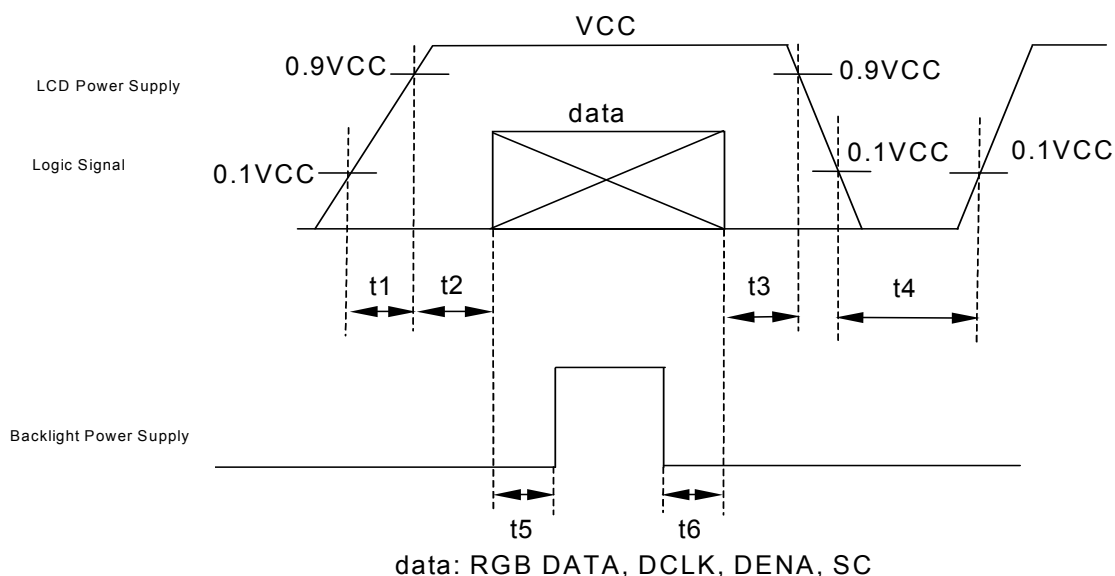 VCC
0.9VCC
0.9VCC
LCD Power Supply
data
Logic Signal
0.1VCC
0.1VCC
0.1VCC
t1
t2
t3
t4
Backlight Power Supply
t5
t6
data: RGB DATA, DCLK, DENA, SC